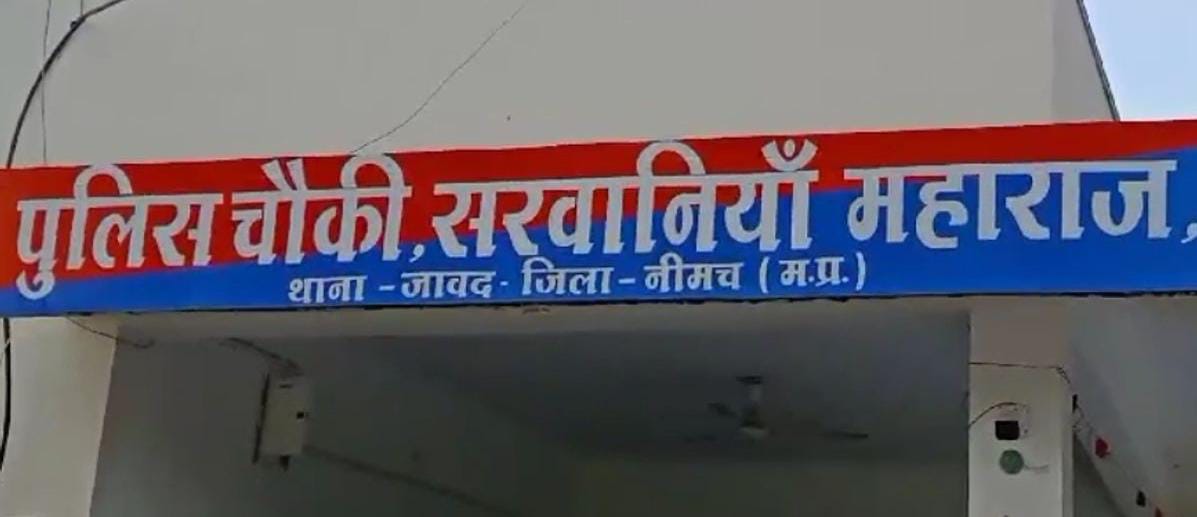 पुलिस चौकी, सरवानियाँ महाराज,
थाना - जावद - जिला - नीमच ( म.प्र. )